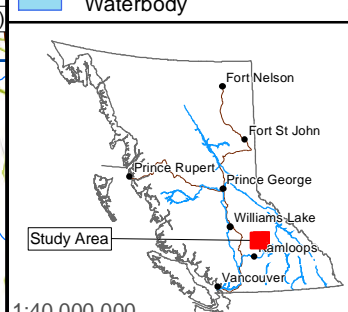 Waterbody
Fort Nelson
Fort St John
Prince Rupert
Prince George
Williams Lake
Study Area
Kamloops
Vancouver
1:40,000,000